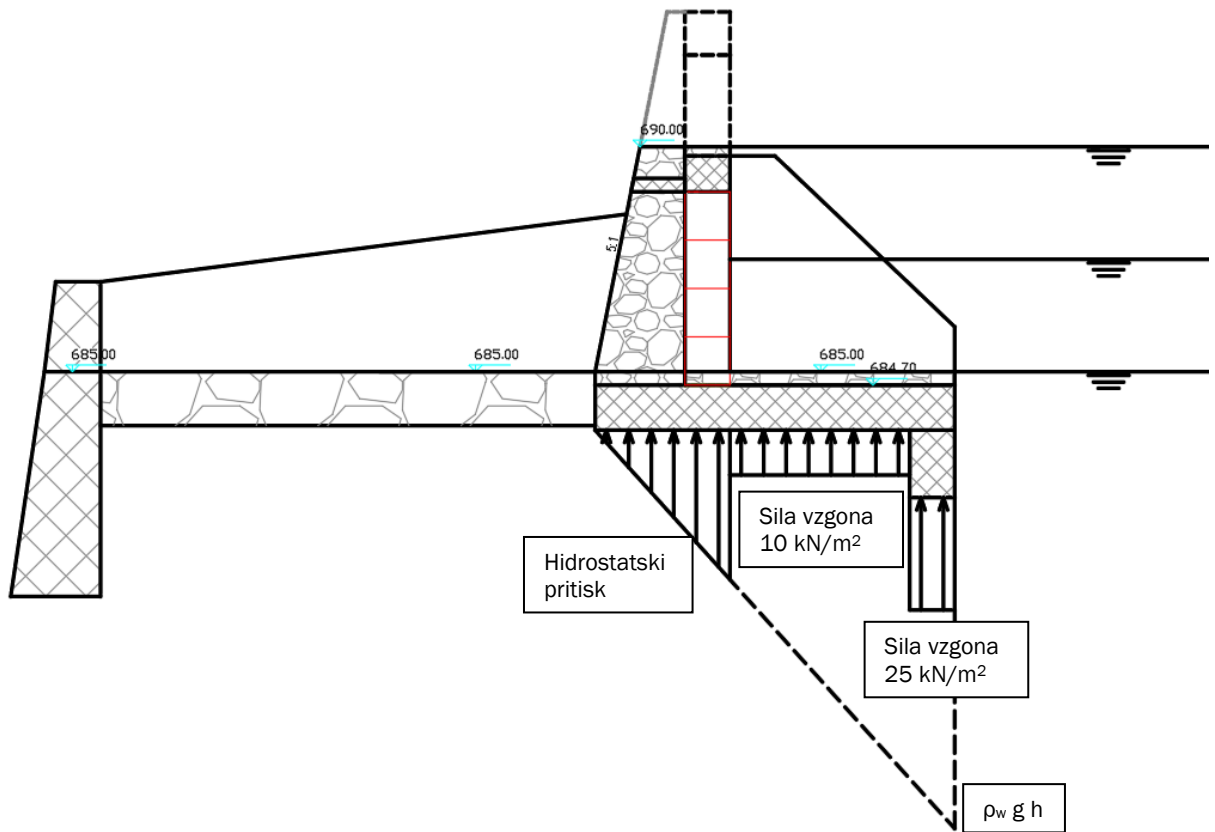 690.00
5:1
685.00
685.00
685.00
684.70
Sila vzgona
10 kN/m²
Hidrostatski
pritisk
Sila vzgona
25 kN/m²
ρw g h